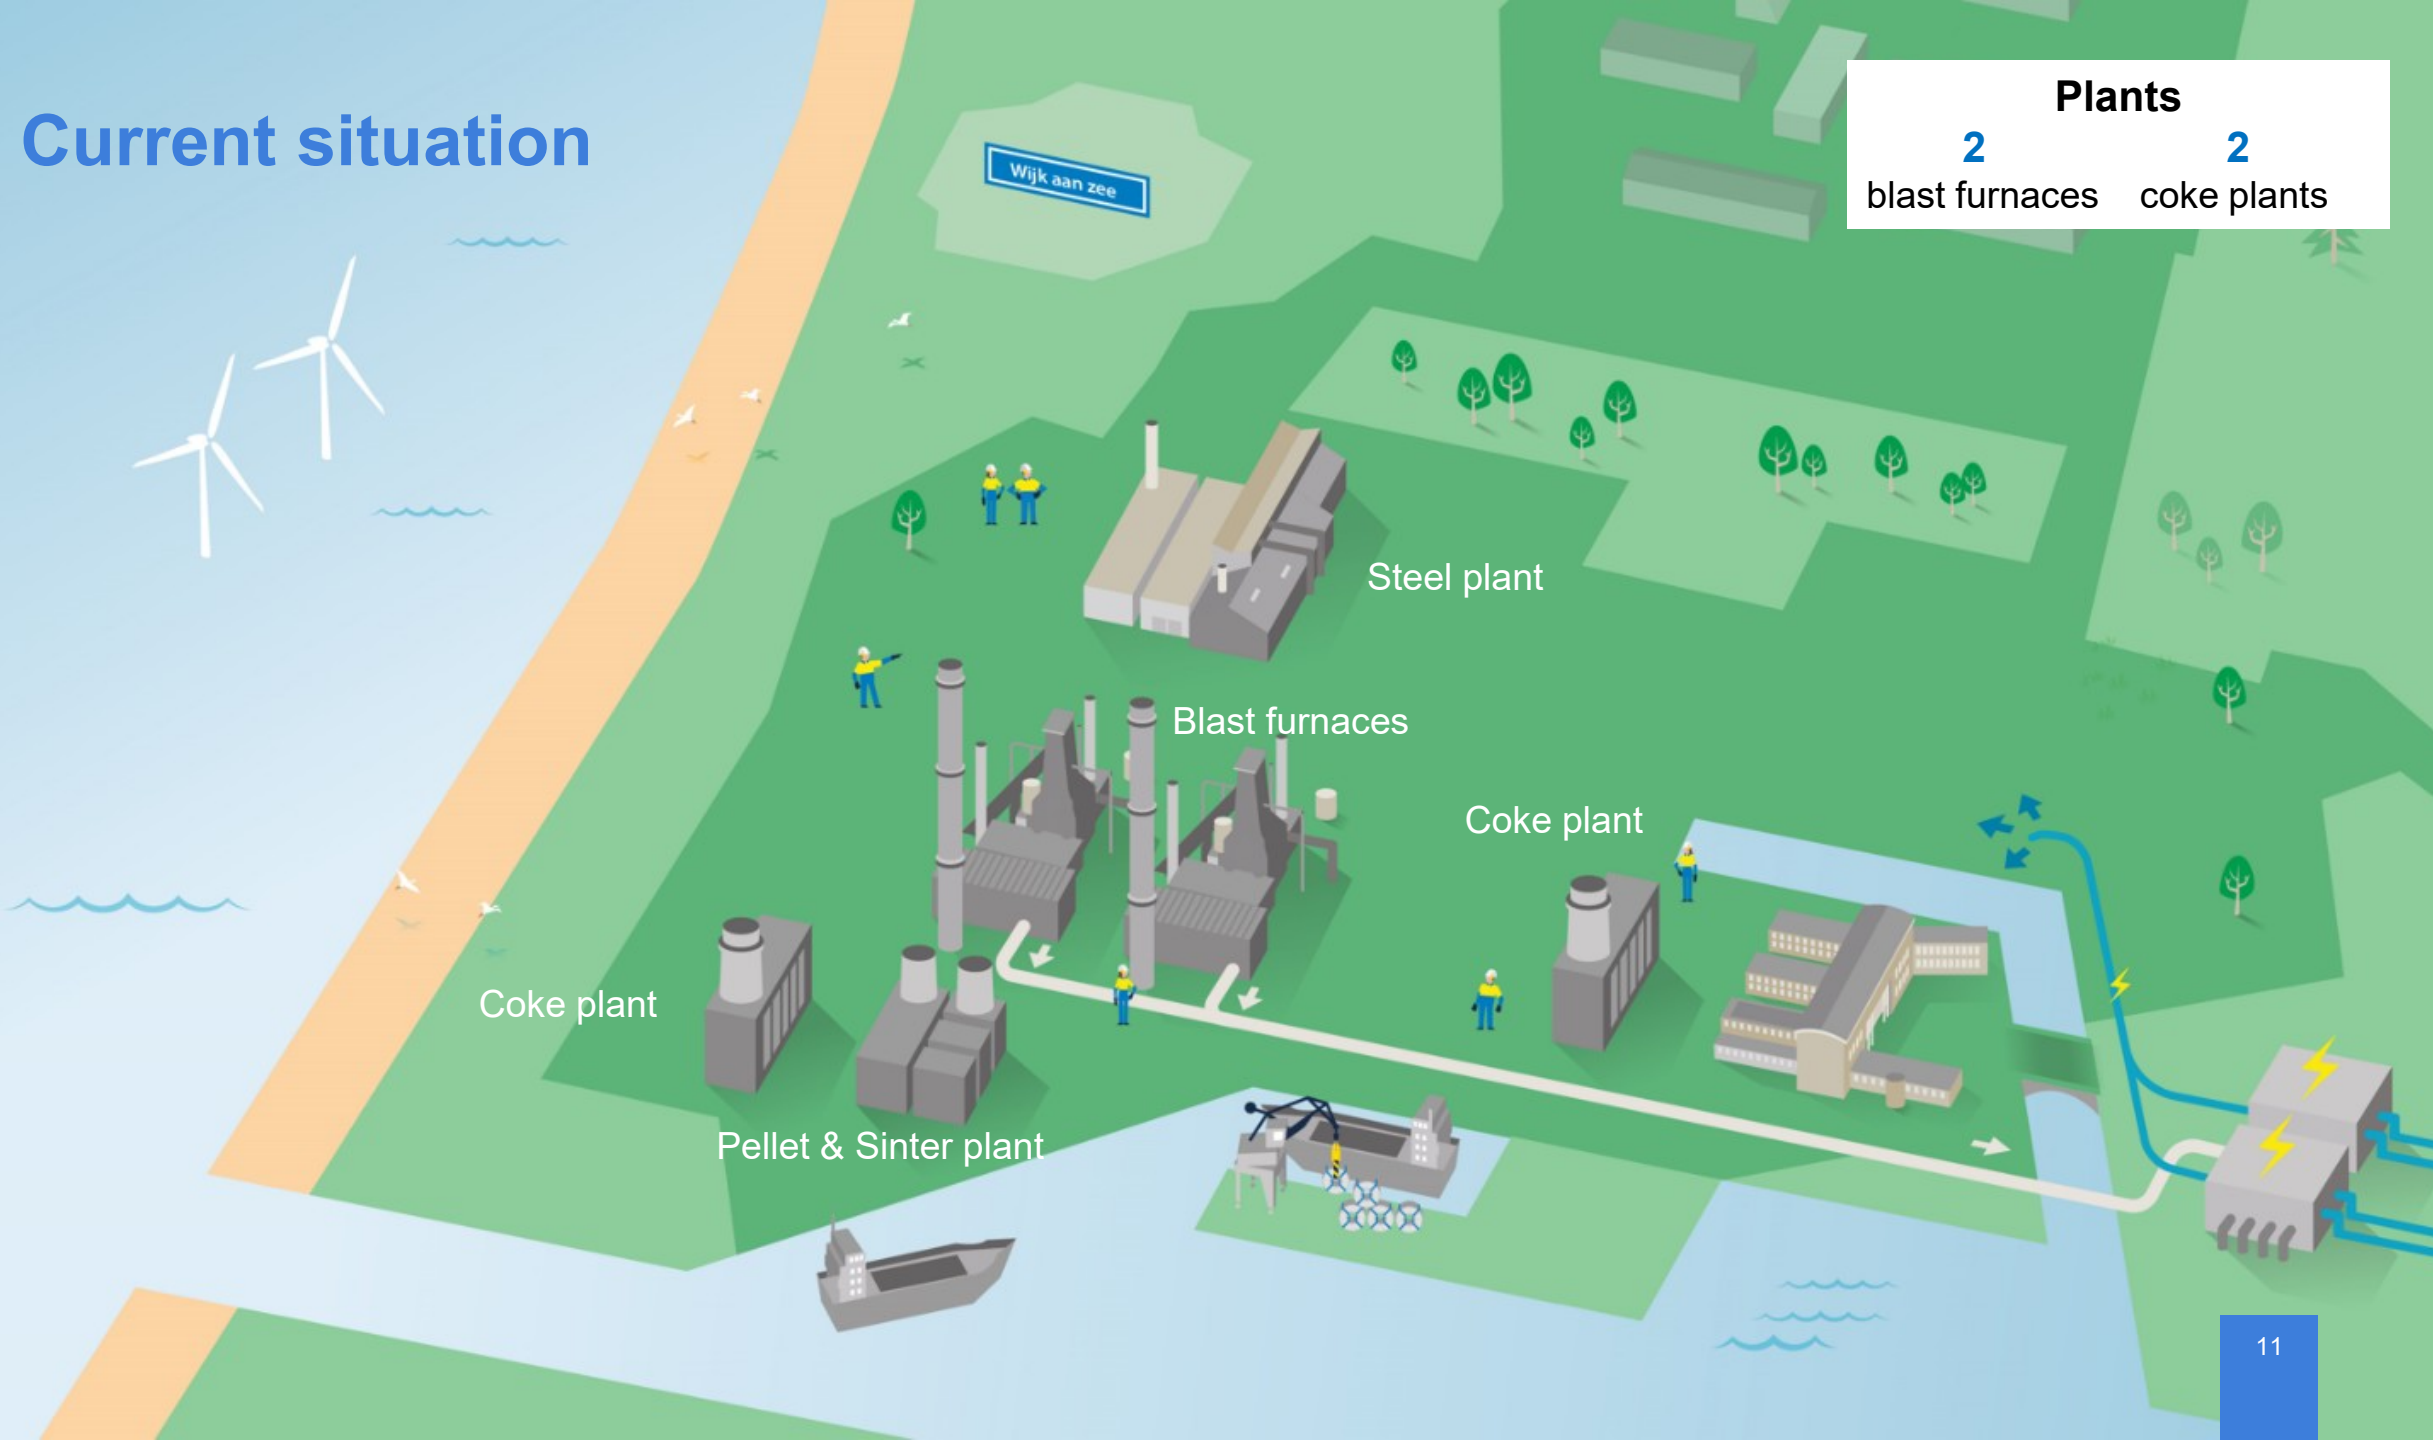 Current situation
Wijk aan zee
Plants
2 2
blast furnaces coke plants
Steel plant
Blast furnaces
Coke plant
Coke plant
Pellet & Sinter plant
11